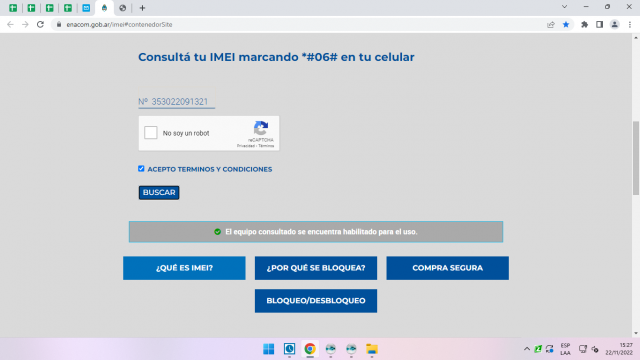 enacom.gob.ar/imei#contenedorSite
Consultá tu IMEI marcando *#06# en tu celular
Nº 353022091321
No soy un robot
reCAPTCHA
Privacidad - Términos
ACEPTO TERMINOS Y CONDICIONES
BUSCAR
El equipo consultado se encuentra habilitado para el uso.
¿QUÉ ES IMEI?
¿POR QUÉ SE BLOQUEA?
COMPRA SEGURA
BLOQUEO/DESBLOQUEO
ESP
LAA
15:27
22/11/2022